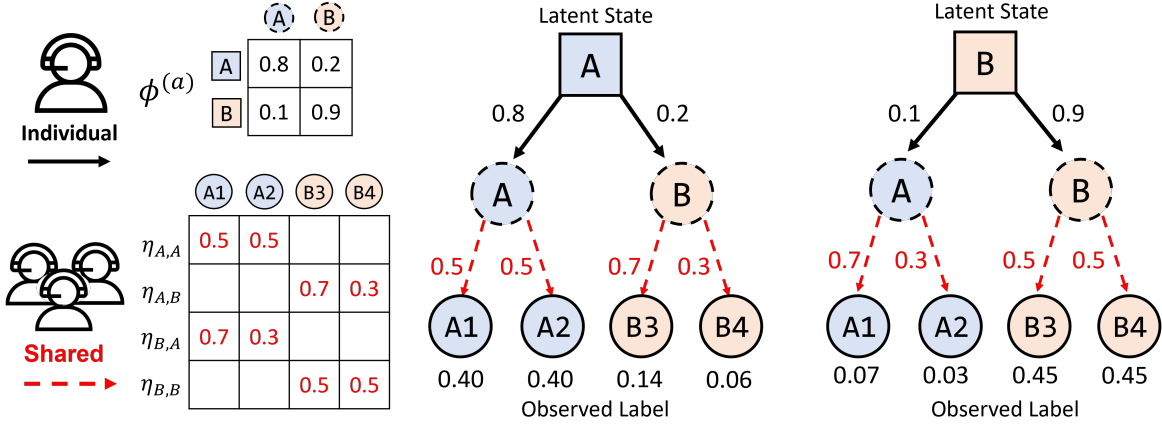 A B
ϕ^(a)
A 0.8 0.2
B 0.1 0.9
Individual
A1 A2 B3 B4
η_A,A 0.5 0.5
η_A,B 0.7 0.3
η_B,A 0.7 0.3
η_B,B 0.5 0.5
Shared
Latent State
A
0.8 0.2
A B
0.5 0.5 0.7 0.3
A1 A2 B3 B4
0.40 0.40 0.14 0.06
Observed Label
Latent State
B
0.1 0.9
A B
0.7 0.3 0.5 0.5
A1 A2 B3 B4
0.07 0.03 0.45 0.45
Observed Label